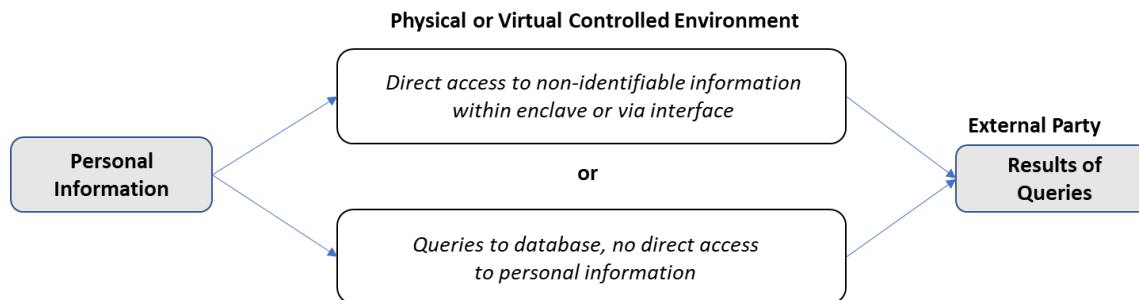 Physical or Virtual Controlled Environment
Direct access to non-identifiable information
within enclave or via interface
Personal
Information
or
External Party
Results of
Queries
Queries to database, no direct access
to personal information